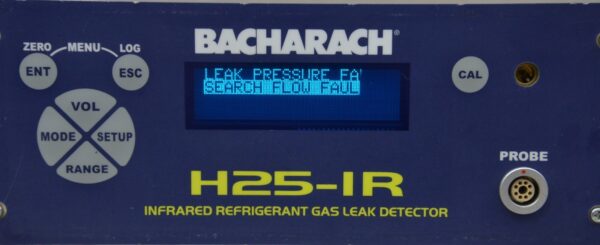 ZERO MENU LOG
ENT
ESC
VOL
MODE
SETUP
RANGE
BACHARACH®
LEAK PRESSURE FA
SEARCH FLOW FAUL
CAL
PROBE
H25-IR
INFRARED REFRIGERANT GAS LEAK DETECTOR